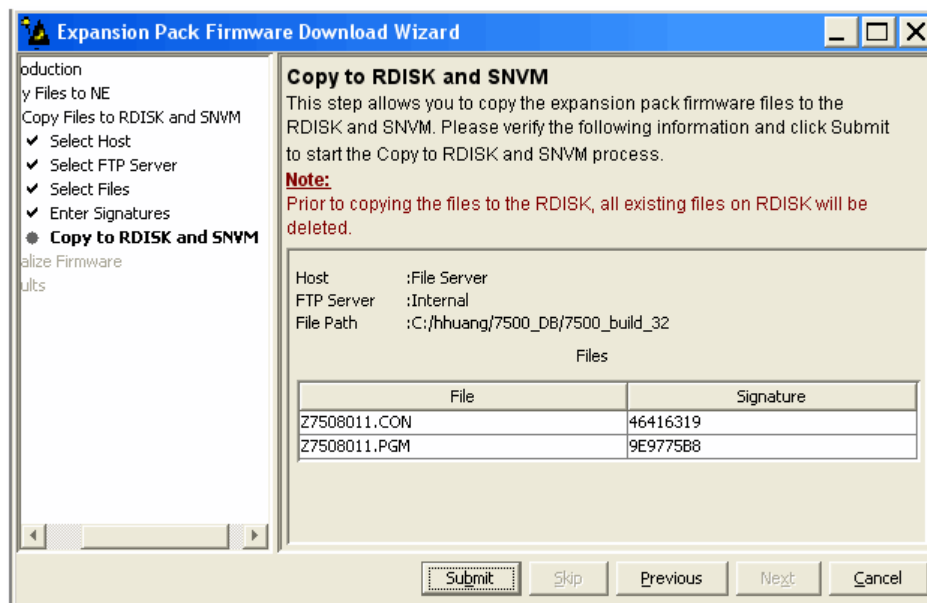 Expansion Pack Firmware Download Wizard
oduction
y Files to NE
Copy Files to RDISK and SNVM
Select Host
Select FTP Server
Select Files
Enter Signatures
Copy to RDISK and SNVM
alize Firmware
ults
Copy to RDISK and SNVM
This step allows you to copy the expansion pack firmware files to the
RDISK and SNVM. Please verify the following information and click Submit
to start the Copy to RDISK and SNVM process.
Note:
Prior to copying the files to the RDISK, all existing files on RDISK will be
deleted.
Host :File Server
FTP Server :Internal
File Path :C:/hhuang/7500_DB/7500_build_32
Files
File Signature
Z7508011.CON 46416319
Z7508011.PGM 9E9775B8
Submit Skip Previous Next Cancel